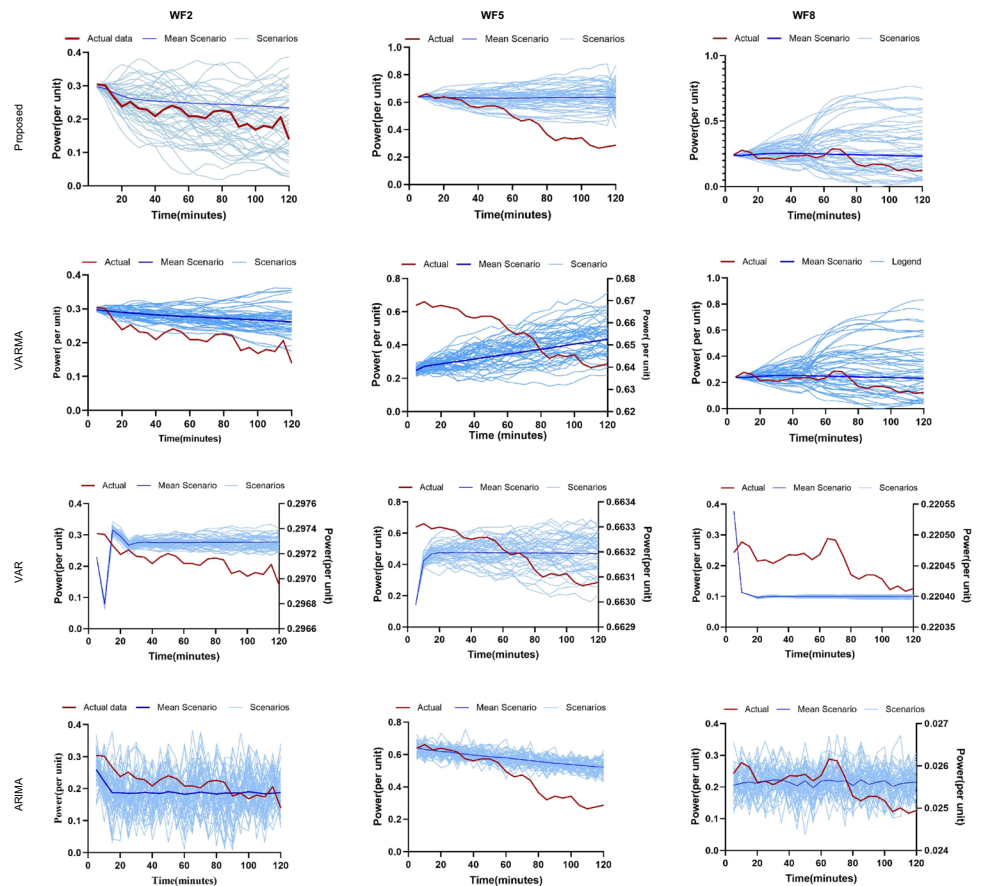 WF2 WF5 WF8
Proposed
Actual data Mean Scenario Scenarios
Power(per unit)
0.4
0.3
0.2
0.1
0.0
0 20 40 60 80 100 120
Time(minutes)
Actual Mean Scenario Scenarios
Power(per unit)
1.0
0.8
0.6
0.4
0.2
0.0
0 20 40 60 80 100 120
Time(minutes)
Actual Mean Scenario Scenarios
Power(per unit)
1.0
0.5
0.0
0 20 40 60 80 100 120
Time(minutes)
VARMA
Actual Mean Scenario Scenarios
Power( per unit)
0.4
0.3
0.2
0.1
0.0
0 20 40 60 80 100 120
Time(minutes)
Actual Mean Scenario Scenario
Power(per unit)
0.8
0.6
0.4
0.2
0.0
0 20 40 60 80 100 120
Time (minutes)
0.68
0.67
0.66
0.65
0.64
0.63
0.62
Power( per unit)
Actual Mean Scenario Legend
Power(per unit)
1.0
0.8
0.6
0.4
0.2
0.0
0 20 40 60 80 100 120
Time(minutes)
VAR
Actual Mean Scenario Scenarios
Power(per unit)
0.4
0.3
0.2
0.1
0.0
0 20 40 60 80 100 120
Time(minutes)
0.2976
0.2974
0.2972
0.2970
0.2968
0.2966
Power(per unit)
Actual Mean Scenario Scenarios
Power(per unit)
0.8
0.6
0.4
0.2
0.0
0 20 40 60 80 100 120
Time(minutes)
0.6634
0.6633
0.6632
0.6631
0.6630
0.6629
Power(per unit)
Actual Mean Scenario Scenarios
Power(per unit)
0.4
0.3
0.2
0.1
0.0
0 20 40 60 80 100 120
Time(minutes)
0.22055
0.22050
0.22045
0.22040
0.22035
Power(per unit)
ARIMA
Actual data Mean Scenario Scenarios
Power(per unit)
0.4
0.3
0.2
0.1
0.0
0 20 40 60 80 100 120
Time(minutes)
Actual Mean Scenario Scenarios
Power(per unit)
0.8
0.6
0.4
0.2
0.0
0 20 40 60 80 100 120
Time(minutes)
Actual Mean Scenario Scenarios
Power(per unit)
0.4
0.3
0.2
0.1
0.0
0 20 40 60 80 100 120
Time(minutes)
0.027
0.026
0.025
0.024
Power(per unit)